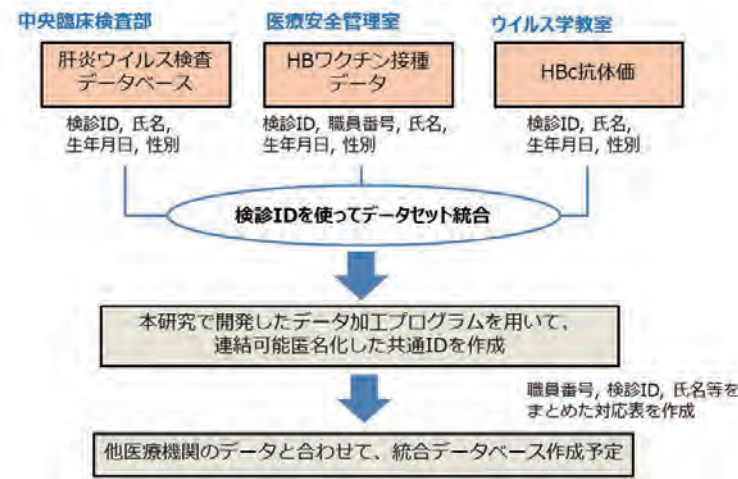 中央臨床検査部
医療安全管理室
ウイルス学教室
肝炎ウイルス検査
データベース
HBワクチン接種
データ
HBc抗体価
検診ID, 氏名,
生年月日, 性別
検診ID, 職員番号, 氏名,
生年月日, 性別
検診ID, 氏名,
生年月日, 性別
検診IDを使ってデータセット統合
本研究で開発したデータ加工プログラムを用いて、
連結可能匿名化した共通IDを作成
職員番号, 検診ID, 氏名等を
まとめた対応表を作成
他医療機関のデータと合わせて、統合データベース作成予定